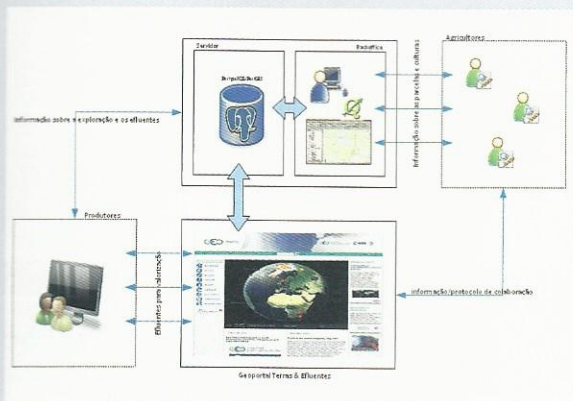 Servidor
Backoffice
Agricultores
PostgreSQL/PostGIS
Informação sobre a exploração e os efluentes
Informação sobre as parcelas e culturas
Produtores
Efluentes para valorização
Informação/protocolo de colaboração
Geoportal Terras & Efluentes